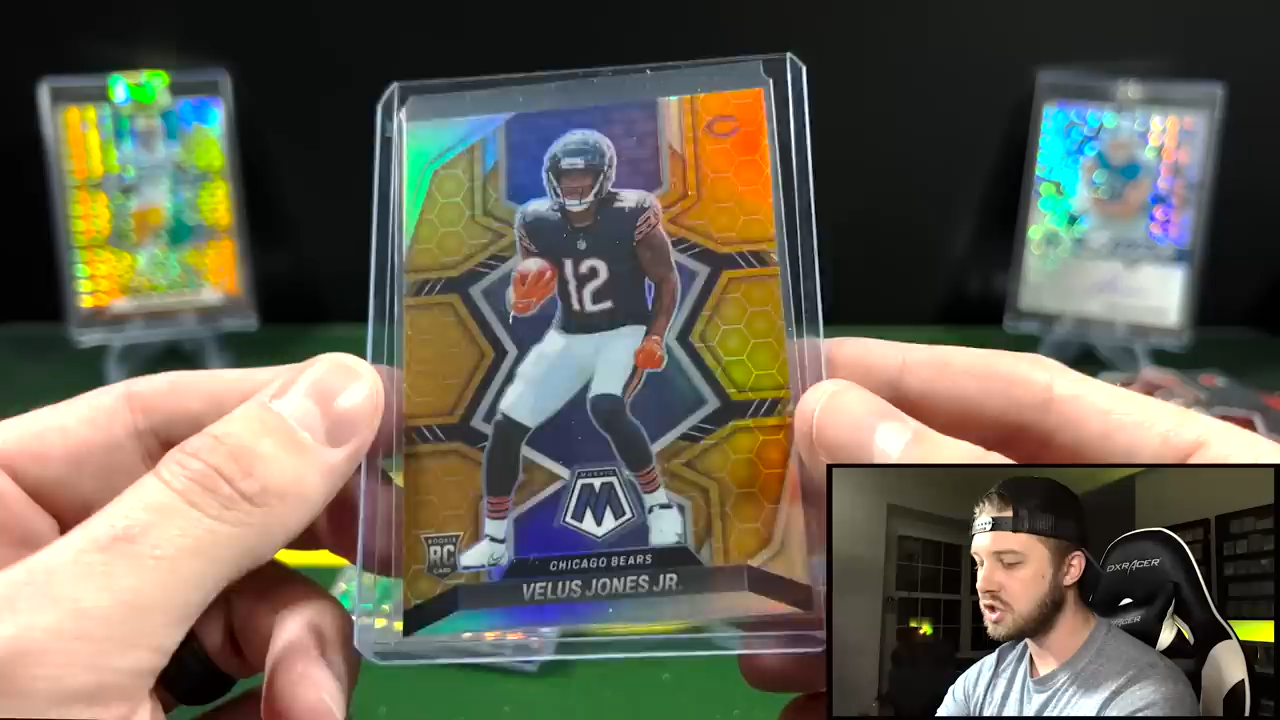 12
MOSAIC
M
ROOKIE
RC
CARD
CHICAGO BEARS
VELUS JONES JR.
DXRACER